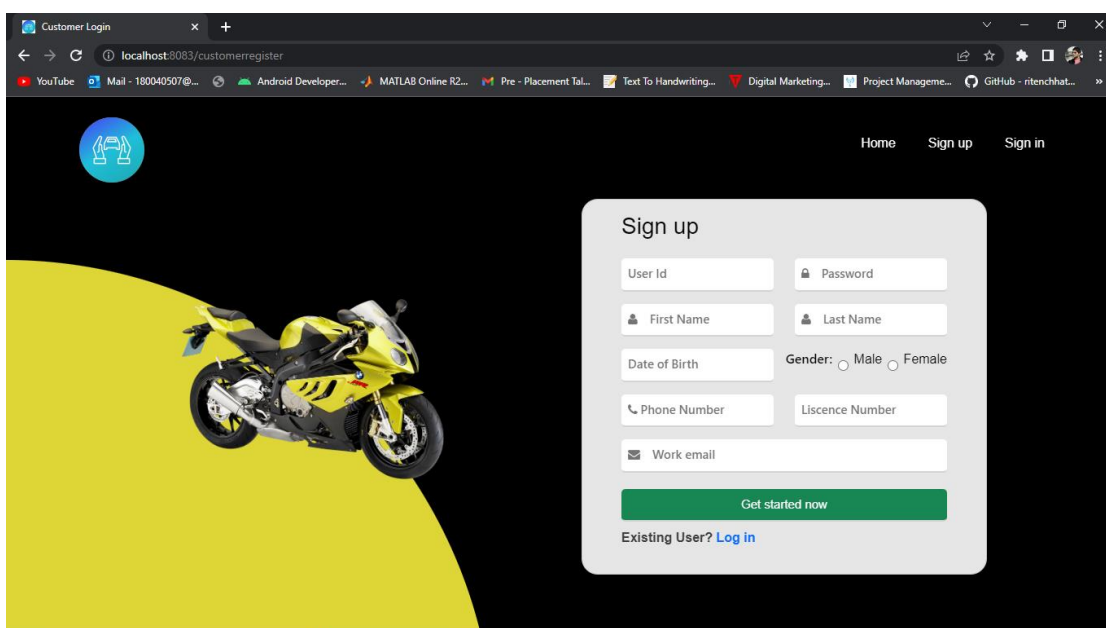 Customer Login
localhost:8083/customerregister
YouTube Mail - 180040507@... Android Developer... MATLAB Online R2... Pre - Placement Tal... Text To Handwriting... Digital Marketing... Project Manageme... GitHub - ritenchhat... »
Home Sign up Sign in
Sign up
User Id Password
First Name Last Name
Date of Birth Gender: Male Female
Phone Number Liscence Number
Work email
Get started now
Existing User? Log in